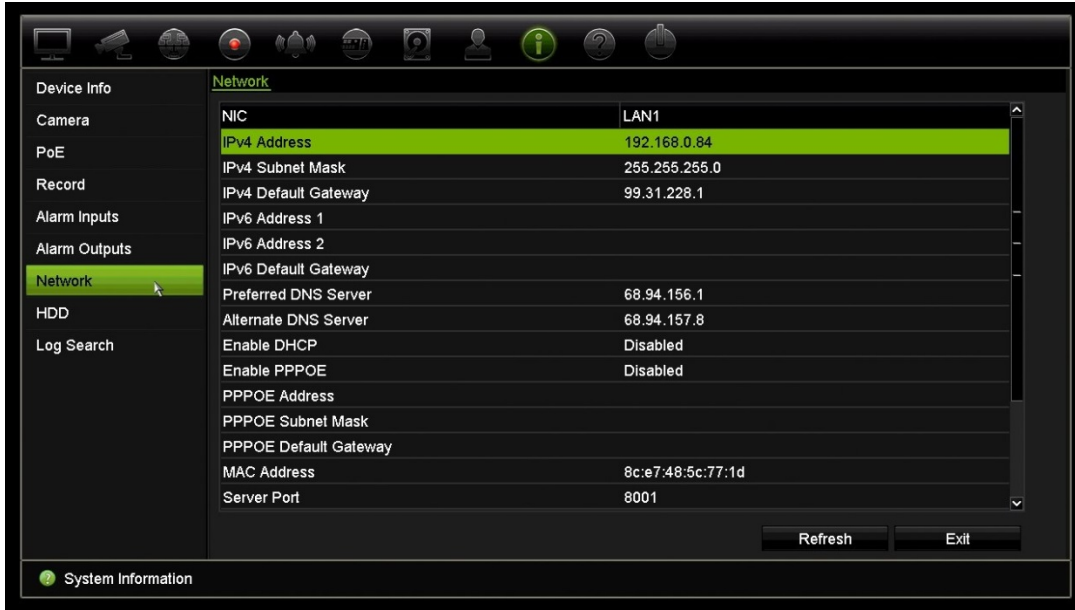 Device Info
Camera
PoE
Record
Alarm Inputs
Alarm Outputs
Network
HDD
Log Search
Network
NIC LAN1
IPv4 Address 192.168.0.84
IPv4 Subnet Mask 255.255.255.0
IPv4 Default Gateway 99.31.228.1
IPv6 Address 1
IPv6 Address 2
IPv6 Default Gateway
Preferred DNS Server 68.94.156.1
Alternate DNS Server 68.94.157.8
Enable DHCP Disabled
Enable PPPOE Disabled
PPPOE Address
PPPOE Subnet Mask
PPPOE Default Gateway
MAC Address 8c:e7:48:5c:77:1d
Server Port 8001
Refresh Exit
System Information